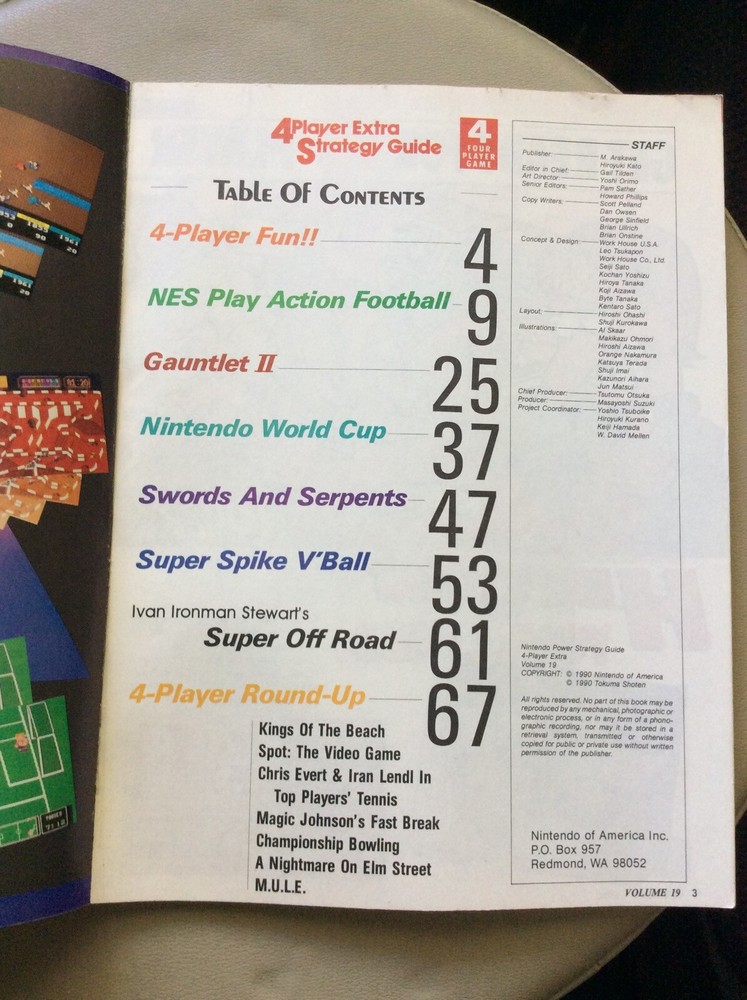 4 Player Extra
Strategy Guide
4
FOUR
PLAYER
GAME
TABLE OF CONTENTS
4-Player Fun!! 4
NES Play Action Football 9
Gauntlet II 25
Nintendo World Cup 37
Swords And Serpents 47
Super Spike V'Ball 53
Ivan Ironman Stewart's
Super Off Road 61
4-Player Round-Up 67
Kings Of The Beach
Spot: The Video Game
Chris Evert & Iran Lendl In
Top Players' Tennis
Magic Johnson's Fast Break
Championship Bowling
A Nightmare On Elm Street
M.U.L.E.
STAFF
Publisher: M. Arakawa
Hiroyuki Kato
Editor in Chief: Gail Tilden
Art Director: Yoshi Orimo
Senior Editors: Pam Sather
Howard Phillips
Copy Writers: Scott Pelland
Dan Owsen
George Sinfield
Brian Ullrich
Brian Onstine
Concept & Design: Work House U.S.A.
Leo Tsukapon
Work House Co., Ltd.
Seiji Sato
Kochan Yoshizu
Hiroya Tanaka
Koji Aizawa
Byte Tanaka
Kentaro Sato
Layout: Hiroshi Ohashi
Shuji Kurokawa
Illustrations: Al Skaar
Makikazu Ohmori
Hiroshi Aizawa
Orange Nakamura
Katsuya Terada
Shuji Imai
Kazunori Aihara
Jun Matsui
Chief Producer: Tsutomu Otsuka
Producer: Masayoshi Suzuki
Project Coordinator: Yoshio Tsuboike
Hiroyuki Kurano
Keiji Hamada
W. David Mellen
Nintendo Power Strategy Guide
4-Player Extra
Volume 19
COPYRIGHT: © 1990 Nintendo of America
© 1990 Tokuma Shoten
All rights reserved. No part of this book may be
reproduced by any mechanical, photographic or
electronic process, or in any form of a phono-
graphic recording, nor may it be stored in a
retrieval system, transmitted or otherwise
copied for public or private use without written
permission of the publisher.
Nintendo of America Inc.
P.O. Box 957
Redmond, WA 98052
VOLUME 19 3